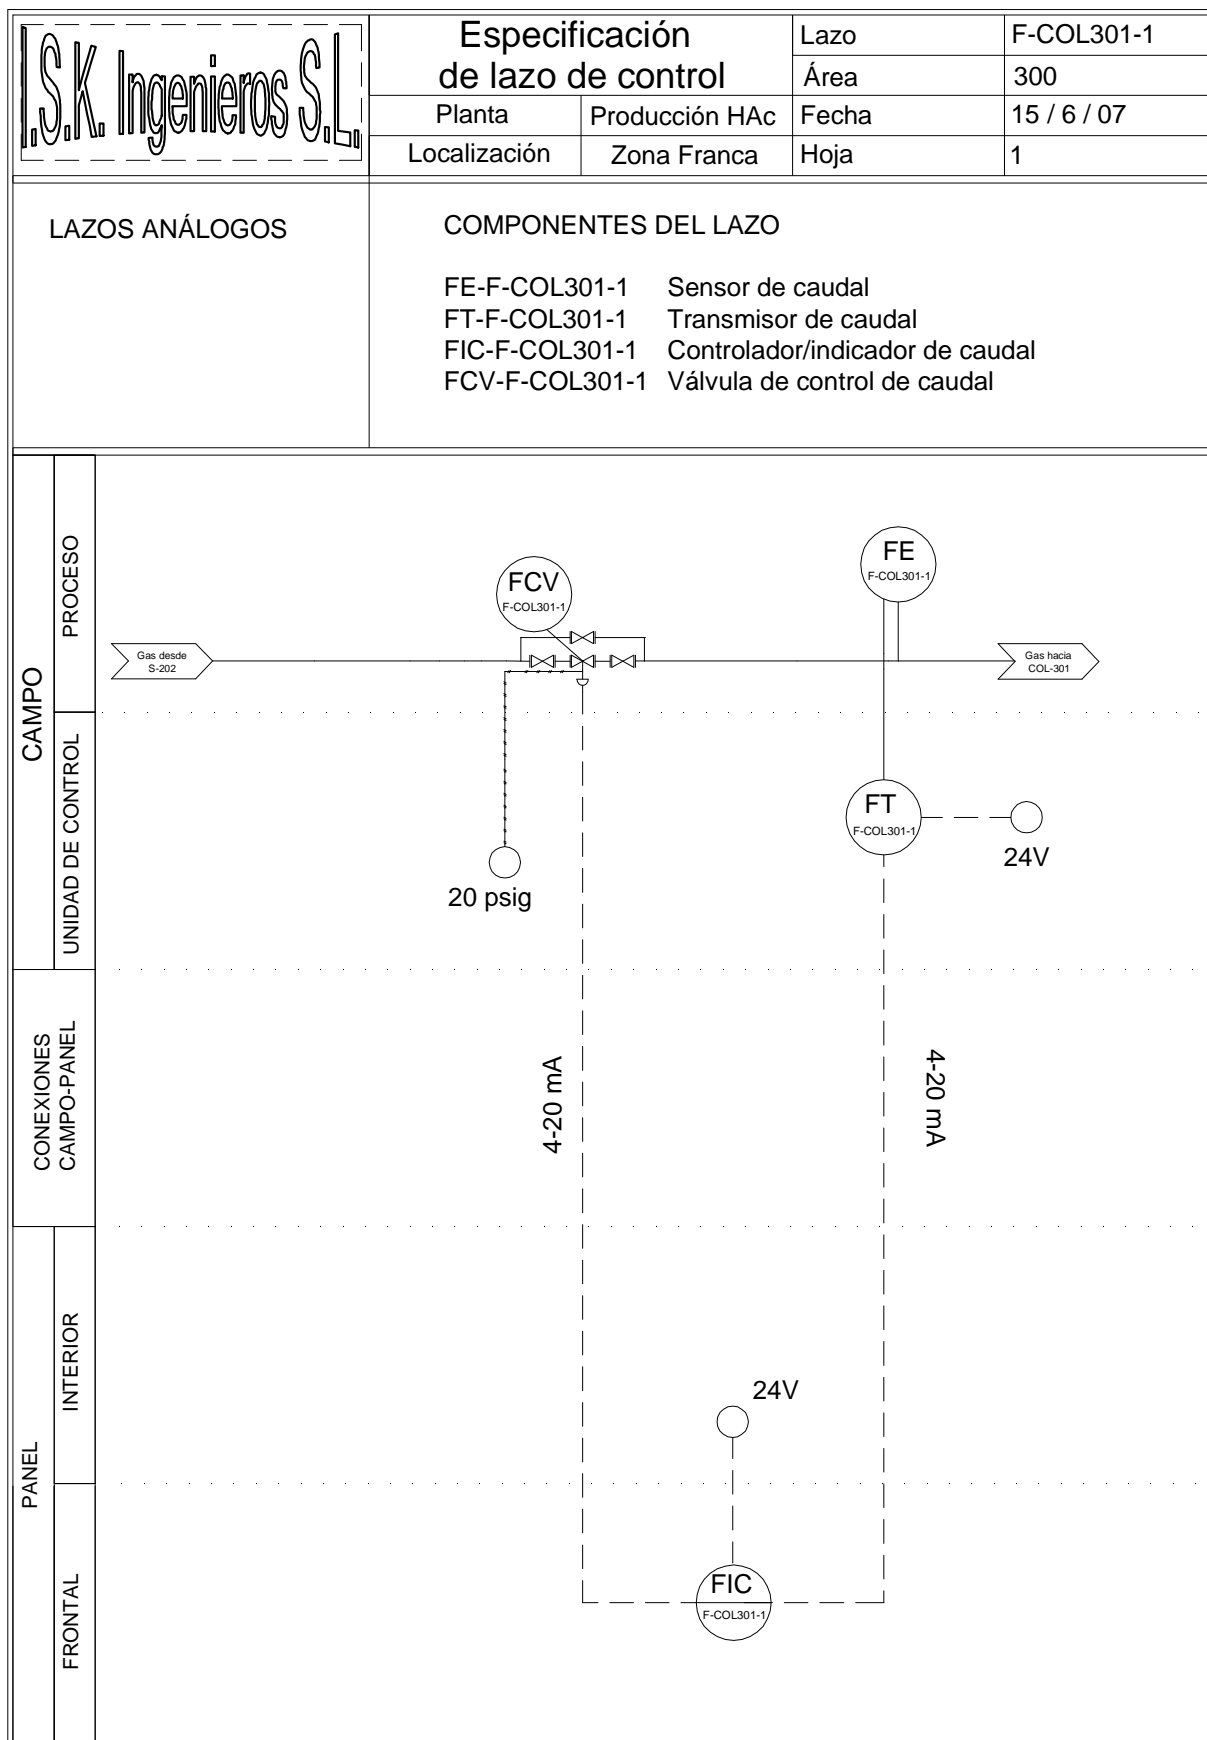 I.S.K. Ingenieros S.L.
Especificación
de lazo de control
Lazo F-COL301-1
Área 300
Planta Producción HAc Fecha 15 / 6 / 07
Localización Zona Franca Hoja 1
LAZOS ANÁLOGOS
COMPONENTES DEL LAZO
FE-F-COL301-1 Sensor de caudal
FT-F-COL301-1 Transmisor de caudal
FIC-F-COL301-1 Controlador/indicador de caudal
FCV-F-COL301-1 Válvula de control de caudal
CAMPO
PROCESO
FCV
F-COL301-1
FE
F-COL301-1
Gas desde
S-202
Gas hacia
COL-301
UNIDAD DE CONTROL
FT
F-COL301-1
24V
20 psig
CONEXIONES
CAMPO-PANEL
4-20 mA
4-20 mA
PANEL
INTERIOR
24V
FRONTAL
FIC
F-COL301-1